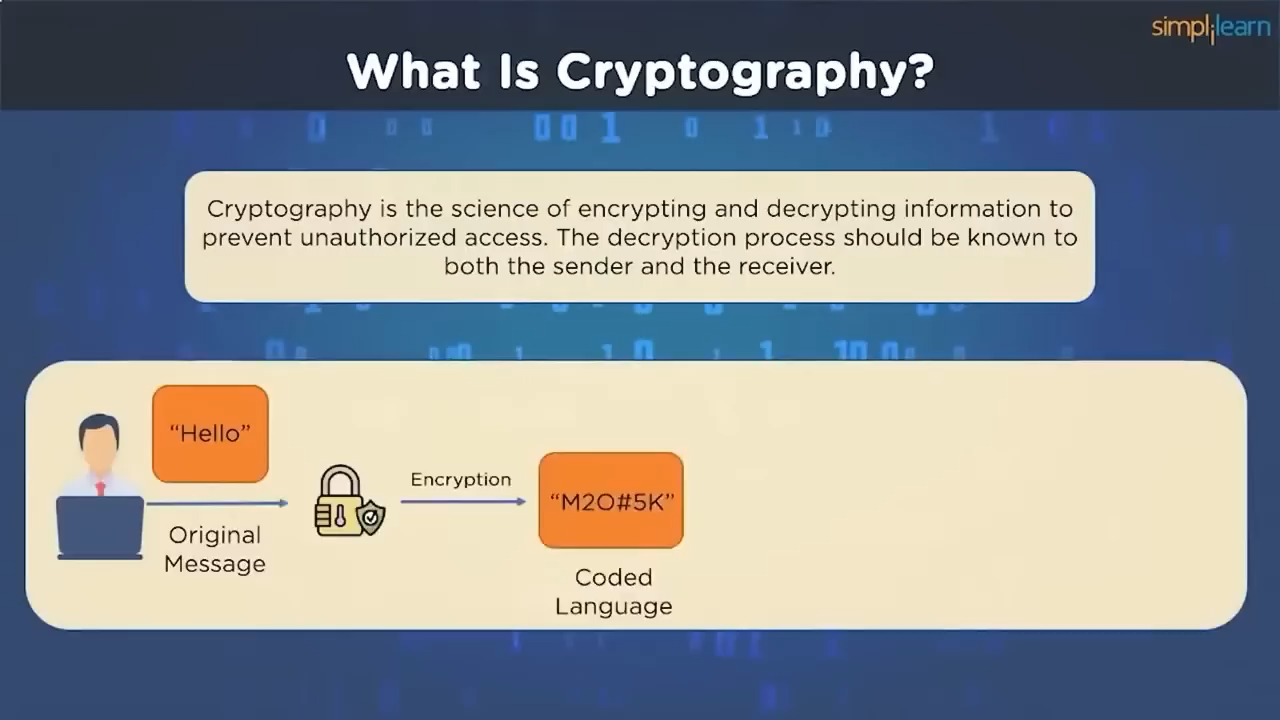 simplilearn
What Is Cryptography?
Cryptography is the science of encrypting and decrypting information to
prevent unauthorized access. The decryption process should be known to
both the sender and the receiver.
“Hello”
Original
Message
Encryption
“M2O#5K”
Coded
Language